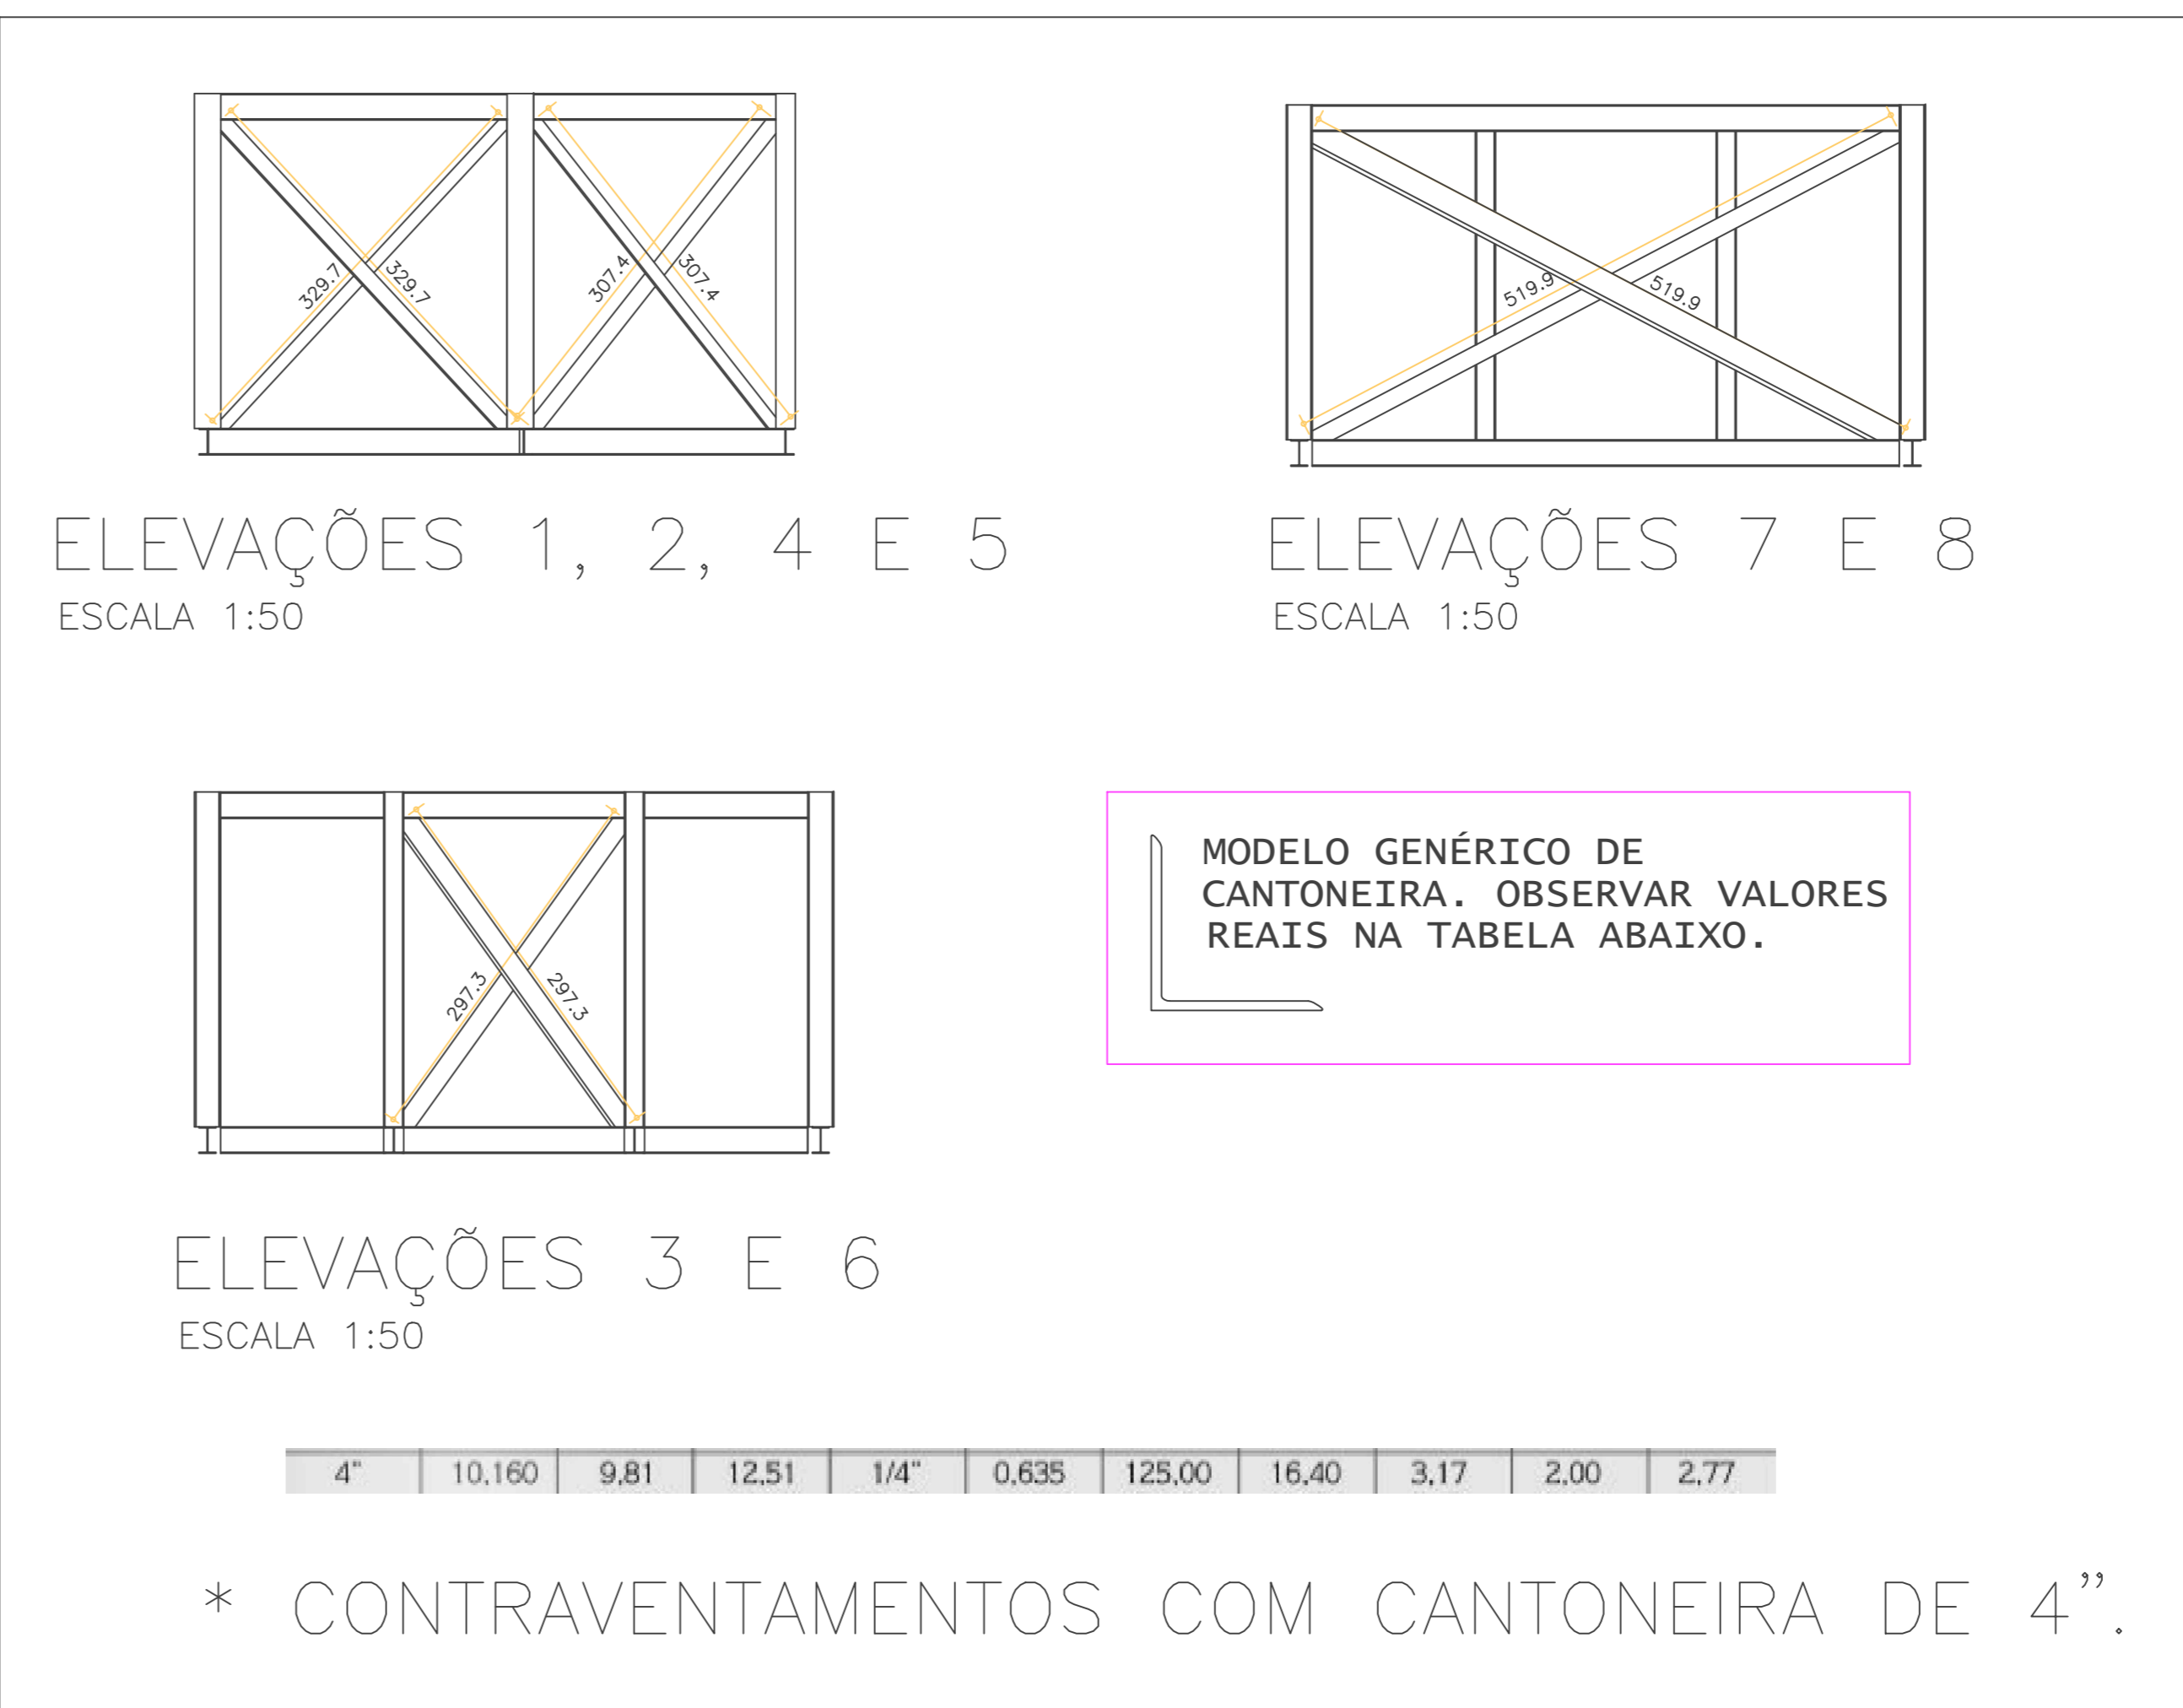 329.7 329.7 307.4 307.4
ELEVAÇÕES 1, 2, 4 E 5
ESCALA 1:50
519.9 519.9
ELEVAÇÕES 7 E 8
ESCALA 1:50
297.3 297.3
ELEVAÇÕES 3 E 6
ESCALA 1:50
MODELO GENÉRICO DE
CANTONEIRA. OBSERVAR VALORES
REAIS NA TABELA ABAIXO.
4" 10,160 9,81 12,51 1/4" 0,635 125,00 16,40 3,17 2,00 2,77
* CONTRAVENTAMENTOS COM CANTONEIRA DE 4”.